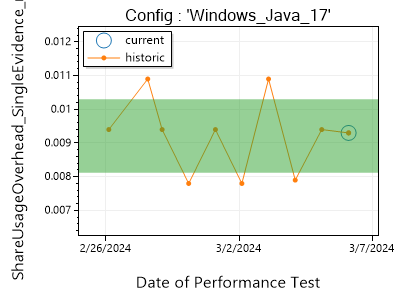 Config : 'Windows_Java_17'
ShareUsageOverhead_SingleEvidence_
current
historic
0.012
0.011
0.01
0.009
0.008
0.007
2/26/2024
3/2/2024
3/7/2024
Date of Performance Test